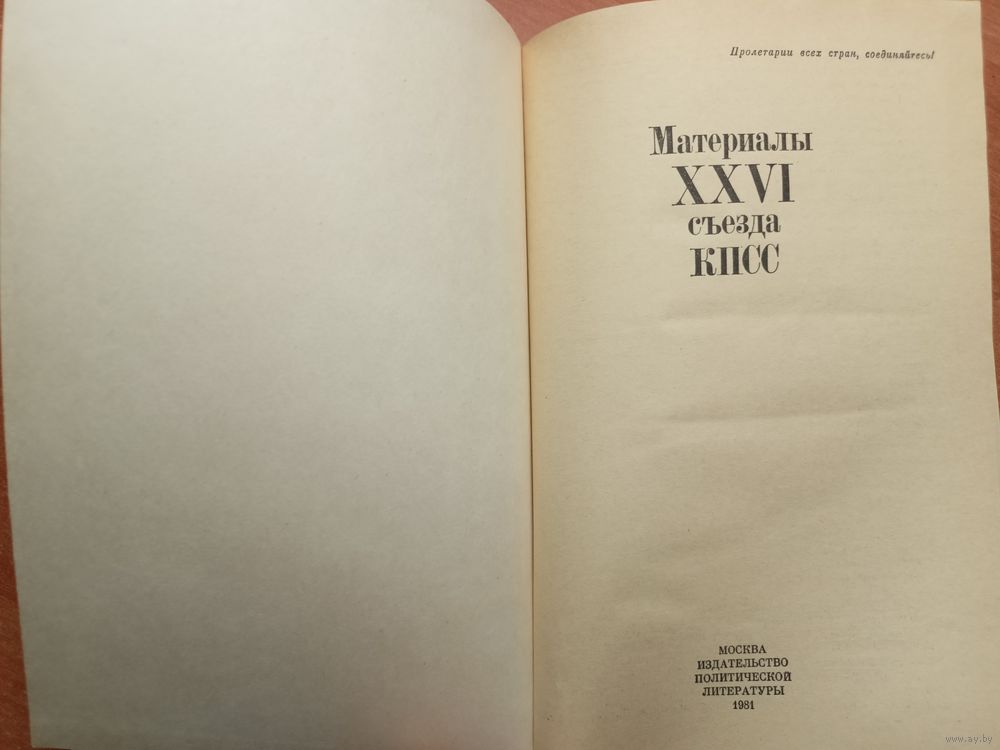 Пролетарии всех стран, соединяйтесь!
Материалы
XXVI
съезда
КПСС
МОСКВА
ИЗДАТЕЛЬСТВО
ПОЛИТИЧЕСКОЙ
ЛИТЕРАТУРЫ
1981
www.ay.by